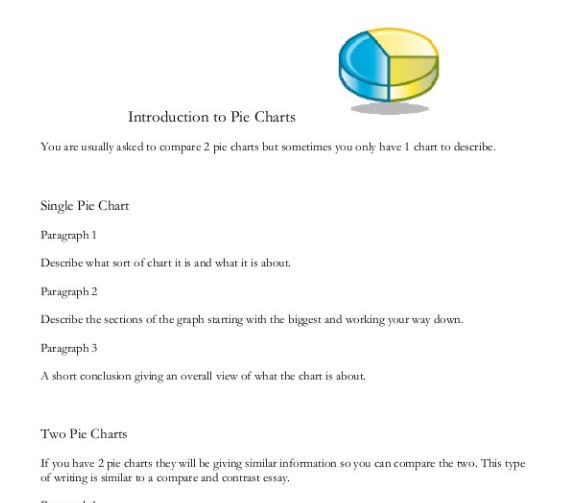 Introduction to Pie Charts
You are usually asked to compare 2 pie charts but sometimes you only have 1 chart to describe.
Single Pie Chart
Paragraph 1
Describe what sort of chart it is and what it is about.
Paragraph 2
Describe the sections of the graph starting with the biggest and working your way down.
Paragraph 3
A short conclusion giving an overall view of what the chart is about.
Two Pie Charts
If you have 2 pie charts they will be giving similar information so you can compare the two. This type
of writing is similar to a compare and contrast essay.